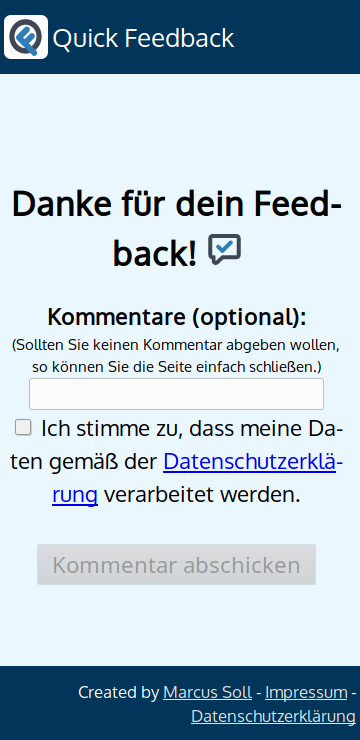 Quick Feedback
Danke für dein Feed-
back!
Kommentare (optional):
(Sollten Sie keinen Kommentar abgeben wollen,
so können Sie die Seite einfach schließen.)
Ich stimme zu, dass meine Da-
ten gemäß der Datenschutzerklä-
rung verarbeitet werden.
Kommentar abschicken
Created by Marcus Soll - Impressum -
Datenschutzerklärung